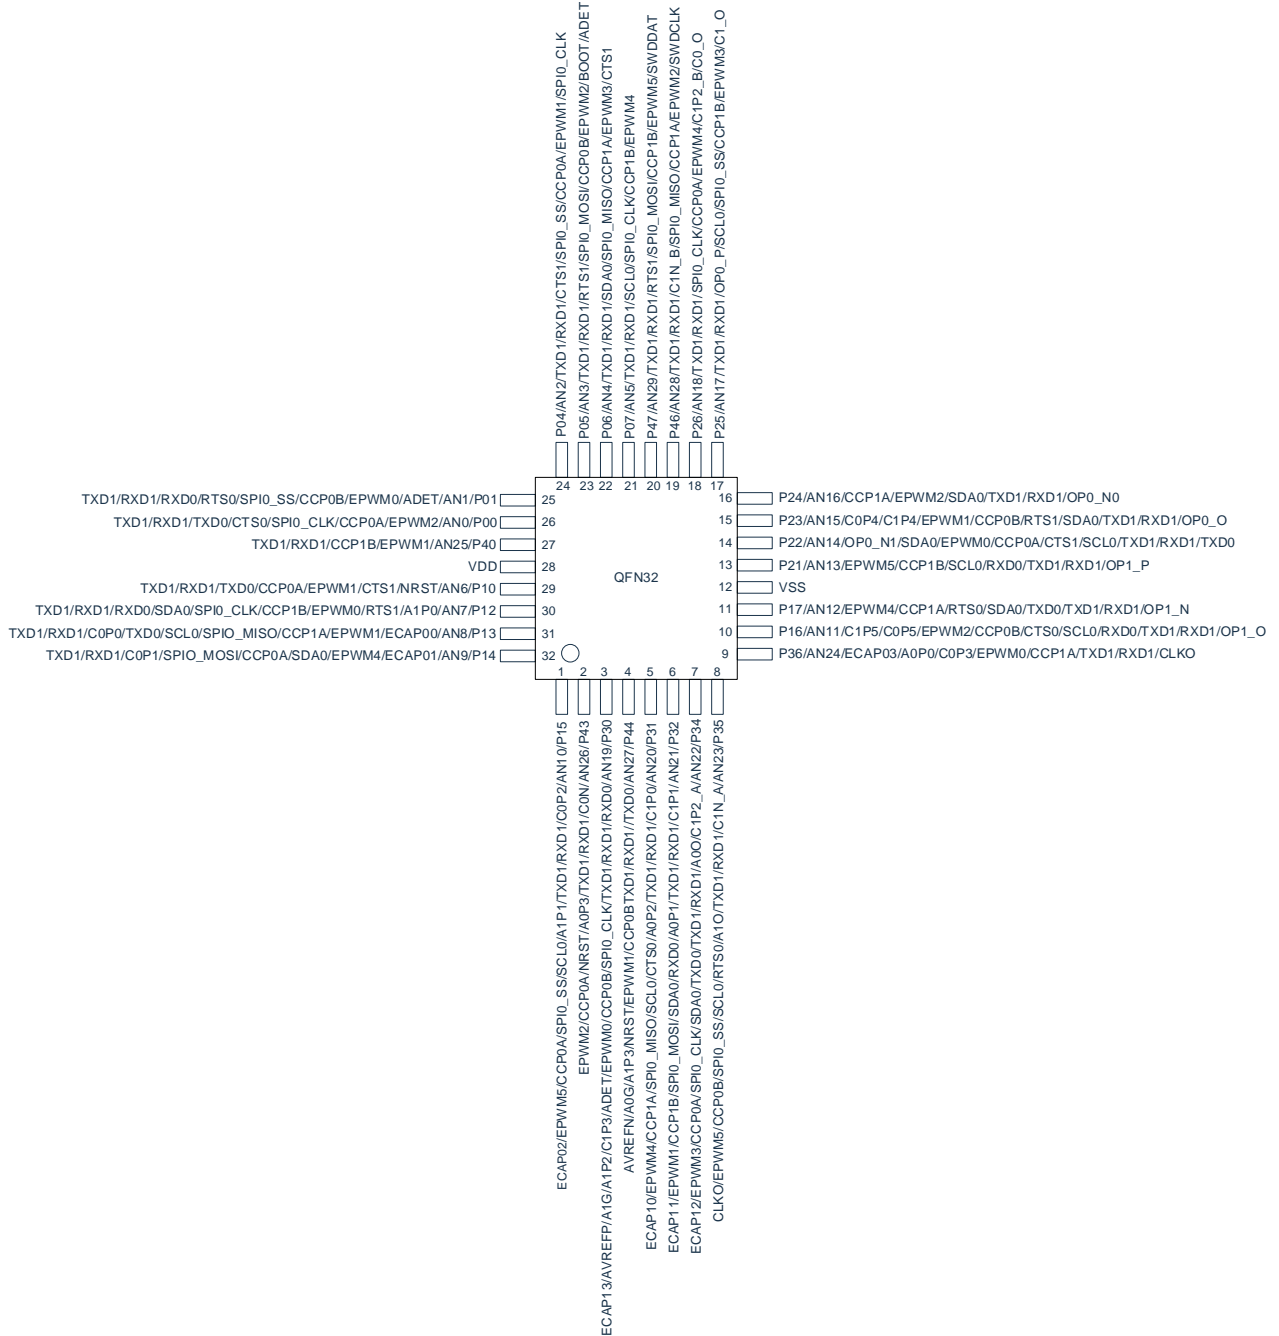 P04/AN2/TXD1/RXD1/CTS1/SPI0_SS/CCP0A/EPWM1/SPI0_CLK
P05/AN3/TXD1/RXD1/RTS1/SPI0_MOSI/CCP0B/EPWM2/BOOT/ADET
P06/AN4/TXD1/RXD1/SDA0/SPI0_MISO/CCP1A/EPWM3/CTS1
P07/AN5/TXD1/RXD1/SCL0/SPI0_CLK/CCP1B/EPWM4
P47/AN29/TXD1/RXD1/RTS1/SPI0_MOSI/CCP1B/EPWM5/SWDDAT
P46/AN28/TXD1/RXD1/C1N_B/SPI0_MISO/CCP1A/EPWM2/SWDCLK
P26/AN18/TXD1/RXD1/SPI0_CLK/CCP0A/EPWM4/C1P2_B/C0_O
P25/AN17/TXD1/RXD1/OP0_P/SCL0/SPI0_SS/CCP1B/EPWM3/C1_O
24 23 22 21 20 19 18 17
TXD1/RXD1/RXD0/RTS0/SPI0_SS/CCP0B/EPWM0/ADET/AN1/P01 25
TXD1/RXD1/TXD0/CTS0/SPI0_CLK/CCP0A/EPWM2/AN0/P00 26
TXD1/RXD1/CCP1B/EPWM1/AN25/P40 27
VDD 28
TXD1/RXD1/TXD0/CCP0A/EPWM1/CTS1/NRST/AN6/P10 29
TXD1/RXD1/RXD0/SDA0/SPI0_CLK/CCP1B/EPWM0/RTS1/A1P0/AN7/P12 30
TXD1/RXD1/C0P0/TXD0/SCL0/SPIO_MISO/CCP1A/EPWM1/ECAP00/AN8/P13 31
TXD1/RXD1/C0P1/SPIO_MOSI/CCP0A/SDA0/EPWM4/ECAP01/AN9/P14 32
QFN32
16 P24/AN16/CCP1A/EPWM2/SDA0/TXD1/RXD1/OP0_N0
15 P23/AN15/C0P4/C1P4/EPWM1/CCP0B/RTS1/SDA0/TXD1/RXD1/OP0_O
14 P22/AN14/OP0_N1/SDA0/EPWM0/CCP0A/CTS1/SCL0/TXD1/RXD1/TXD0
13 P21/AN13/EPWM5/CCP1B/SCL0/RXD0/TXD1/RXD1/OP1_P
12 VSS
11 P17/AN12/EPWM4/CCP1A/RTS0/SDA0/TXD0/TXD1/RXD1/OP1_N
10 P16/AN11/C1P5/C0P5/EPWM2/CCP0B/CTS0/SCL0/RXD0/TXD1/RXD1/OP1_O
9 P36/AN24/ECAP03/A0P0/C0P3/EPWM0/CCP1A/TXD1/RXD1/CLKO
1 2 3 4 5 6 7 8
ECAP02/EPWM5/CCP0A/SPI0_SS/SCL0/A1P1/TXD1/RXD1/C0P2/AN10/P15
EPWM2/CCP0A/NRST/A0P3/TXD1/RXD1/C0N/AN26/P43
ECAP13/AVREFP/A1G/A1P2/C1P3/ADET/EPWM0/CCP0B/SPI0_CLK/TXD1/RXD1/RXD0/AN19/P30
AVREFN/A0G/A1P3/NRST/EPWM1/CCP0BTXD1/RXD1//TXD0/AN27/P44
ECAP10/EPWM4/CCP1A/SPI0_MISO/SCL0/CTS0/A0P2/TXD1/RXD1/C1P0/AN20/P31
ECAP11/EPWM1/CCP1B/SPI0_MOSI/SDA0/RXD0/A0P1/TXD1/RXD1/C1P1/AN21/P32
ECAP12/EPWM3/CCP0A/SPI0_CLK/SDA0/TXD0/TXD1/RXD1/A0O/C1P2_A/AN22/P34
CLKO/EPWM5/CCP0B/SPI0_SS/SCL0/RTS0/A1O/TXD1/RXD1/C1N_A/AN23/P35